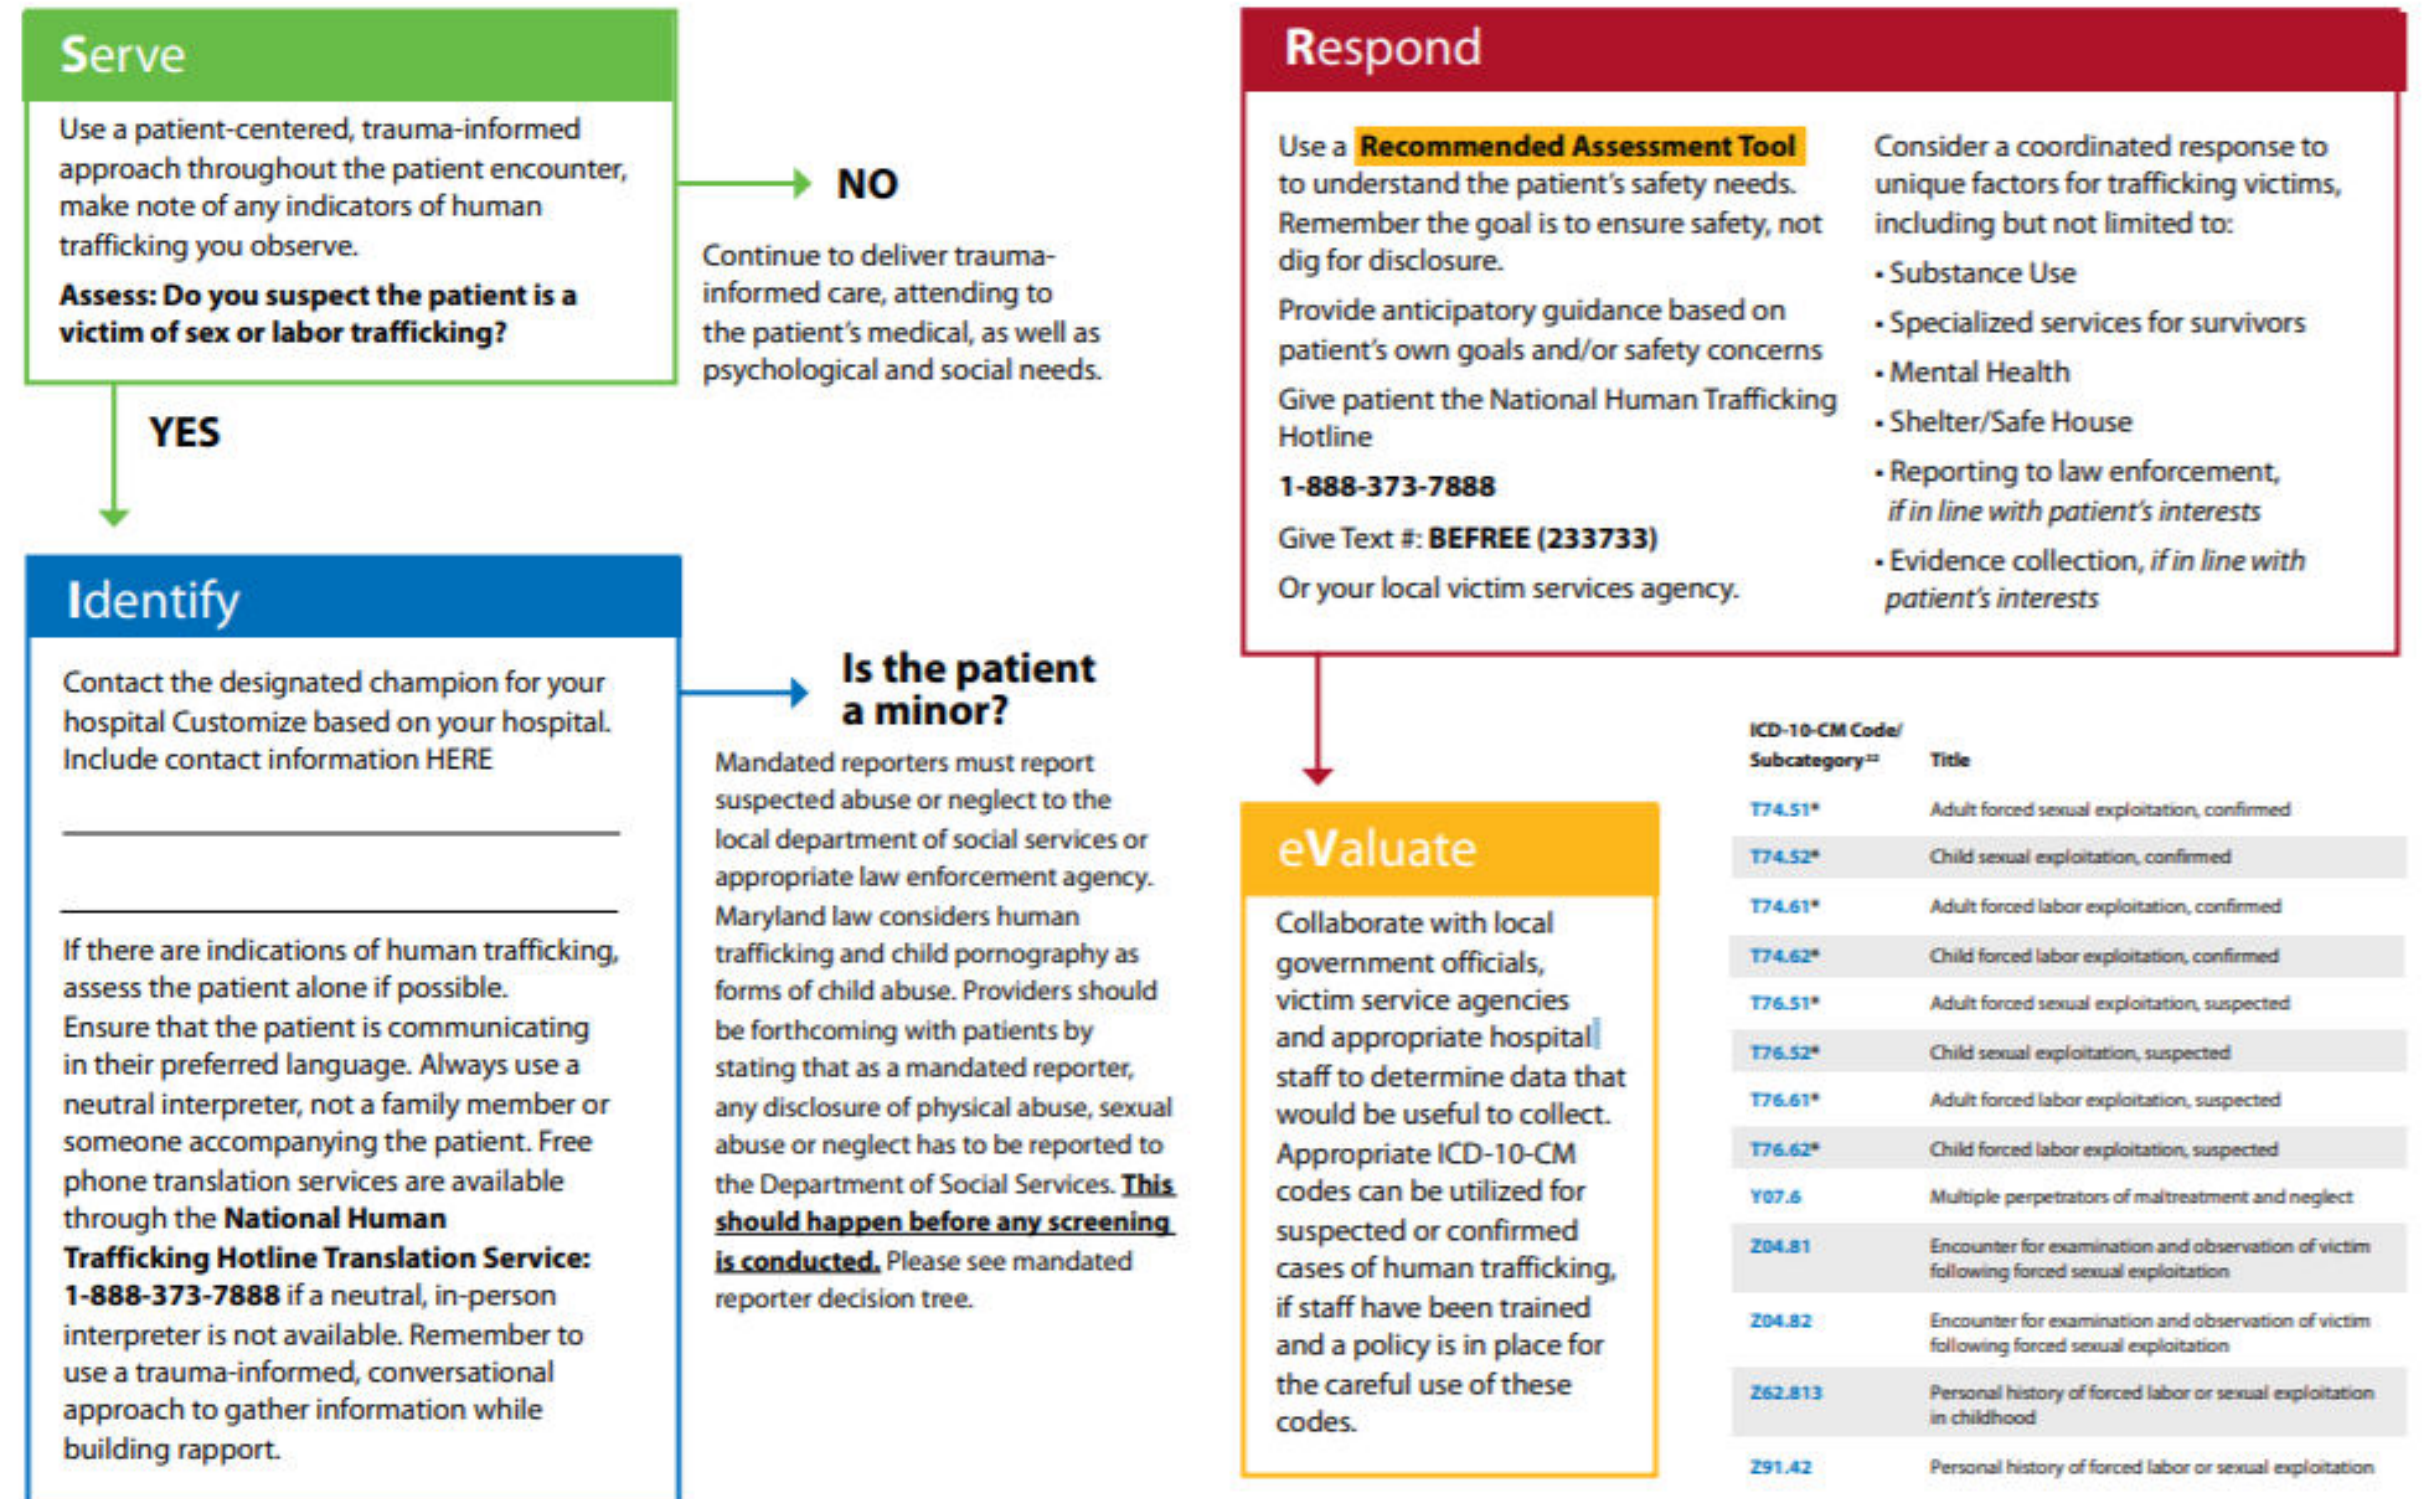 Serve
Use a patient-centered, trauma-informed
approach throughout the patient encounter,
make note of any indicators of human
trafficking you observe.
Assess: Do you suspect the patient is a
victim of sex or labor trafficking?
NO
Continue to deliver trauma-
informed care, attending to
the patient's medical, as well as
psychological and social needs.
YES
Identify
Contact the designated champion for your
hospital Customize based on your hospital.
Include contact information HERE
If there are indications of human trafficking,
assess the patient alone if possible.
Ensure that the patient is communicating
in their preferred language. Always use a
neutral interpreter, not a family member or
someone accompanying the patient. Free
phone translation services are available
through the National Human
Trafficking Hotline Translation Service:
1-888-373-7888 if a neutral, in-person
interpreter is not available. Remember to
use a trauma-informed, conversational
approach to gather information while
building rapport.
Is the patient
a minor?
Mandated reporters must report
suspected abuse or neglect to the
local department of social services or
appropriate law enforcement agency.
Maryland law considers human
trafficking and child pornography as
forms of child abuse. Providers should
be forthcoming with patients by
stating that as a mandated reporter,
any disclosure of physical abuse, sexual
abuse or neglect has to be reported to
the Department of Social Services. This
should happen before any screening
is conducted. Please see mandated
reporter decision tree.
Respond
Use a Recommended Assessment Tool
to understand the patient's safety needs.
Remember the goal is to ensure safety, not
dig for disclosure.
Provide anticipatory guidance based on
patient's own goals and/or safety concerns
Give patient the National Human Trafficking
Hotline
1-888-373-7888
Give Text #: BEFREE (233733)
Or your local victim services agency.
Consider a coordinated response to
unique factors for trafficking victims,
including but not limited to:
• Substance Use
• Specialized services for survivors
• Mental Health
• Shelter/Safe House
• Reporting to law enforcement,
if in line with patient's interests
• Evidence collection, if in line with
patient's interests
eValuate
Collaborate with local
government officials,
victim service agencies
and appropriate hospital
staff to determine data that
would be useful to collect.
Appropriate ICD-10-CM
codes can be utilized for
suspected or confirmed
cases of human trafficking,
if staff have been trained
and a policy is in place for
the careful use of these
codes.
ICD-10-CM Code/
Subcategory Title
T74.51* Adult forced sexual exploitation, confirmed
T74.52* Child sexual exploitation, confirmed
T74.61* Adult forced labor exploitation, confirmed
T74.62* Child forced labor exploitation, confirmed
T76.51* Adult forced sexual exploitation, suspected
T76.52* Child sexual exploitation, suspected
T76.61* Adult forced labor exploitation, suspected
T76.62* Child forced labor exploitation, suspected
Y07.6 Multiple perpetrators of maltreatment and neglect
Z04.81 Encounter for examination and observation of victim
following forced sexual exploitation
Z04.82 Encounter for examination and observation of victim
following forced sexual exploitation
Z62.813 Personal history of forced labor or sexual exploitation
in childhood
Z91.42 Personal history of forced labor or sexual exploitation